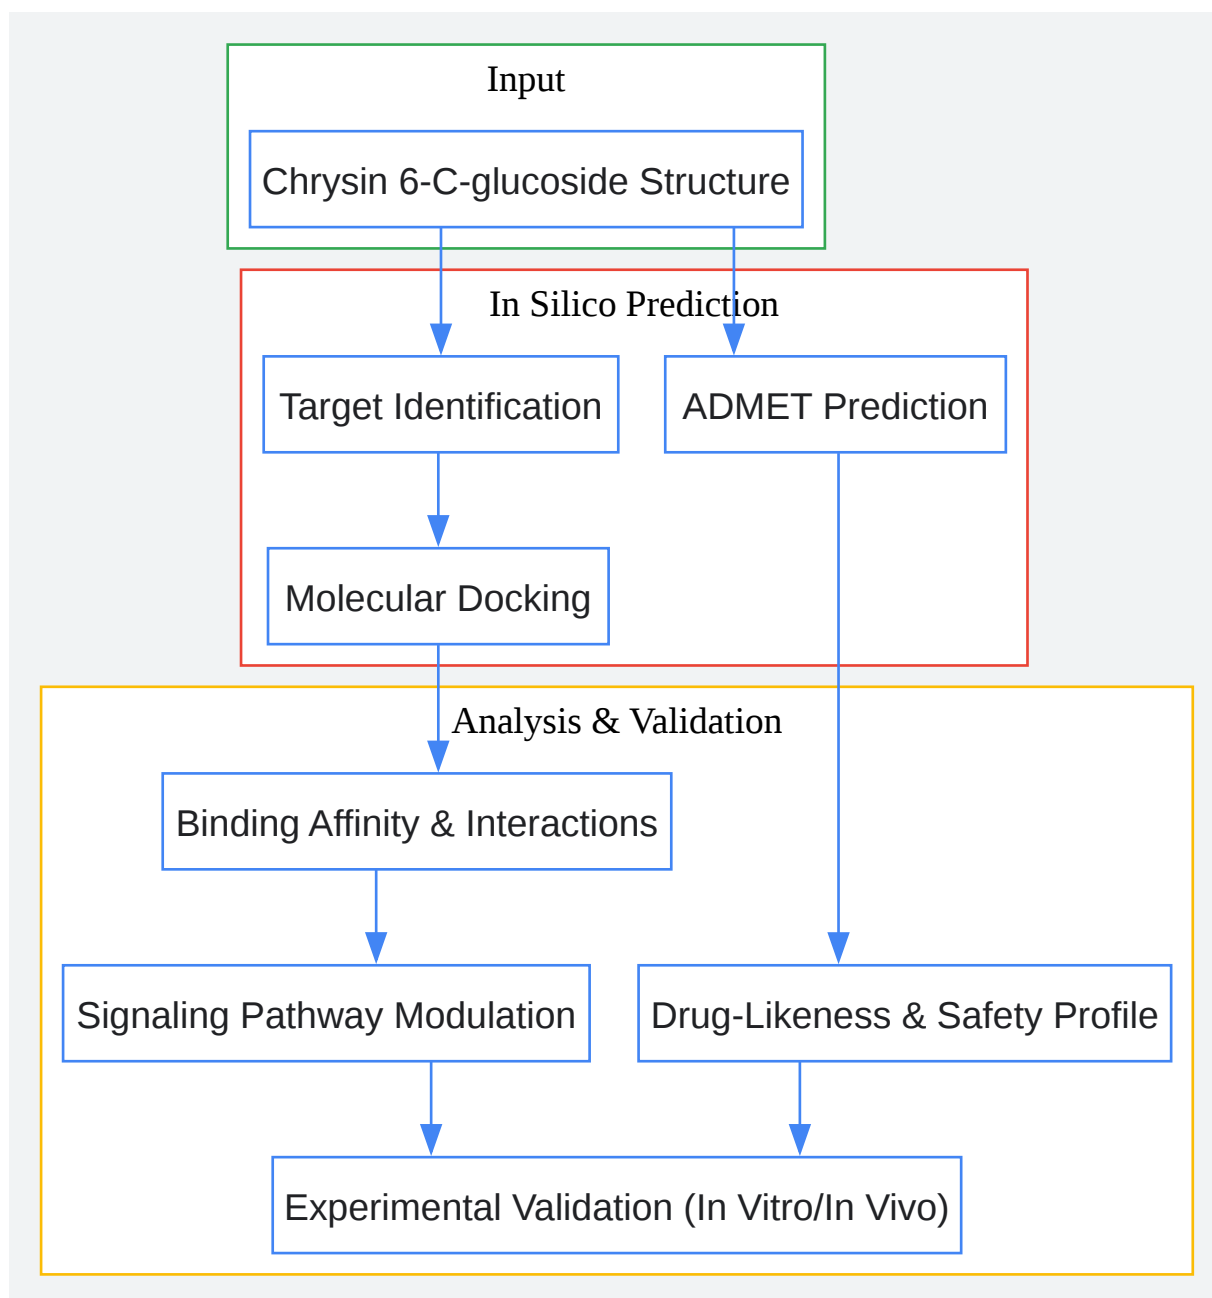 Input
Chrysin 6-C-glucoside Structure
In Silico Prediction
Target Identification
ADMET Prediction
Molecular Docking
Analysis & Validation
Binding Affinity & Interactions
Signaling Pathway Modulation
Drug-Likeness & Safety Profile
Experimental Validation (In Vitro/In Vivo)